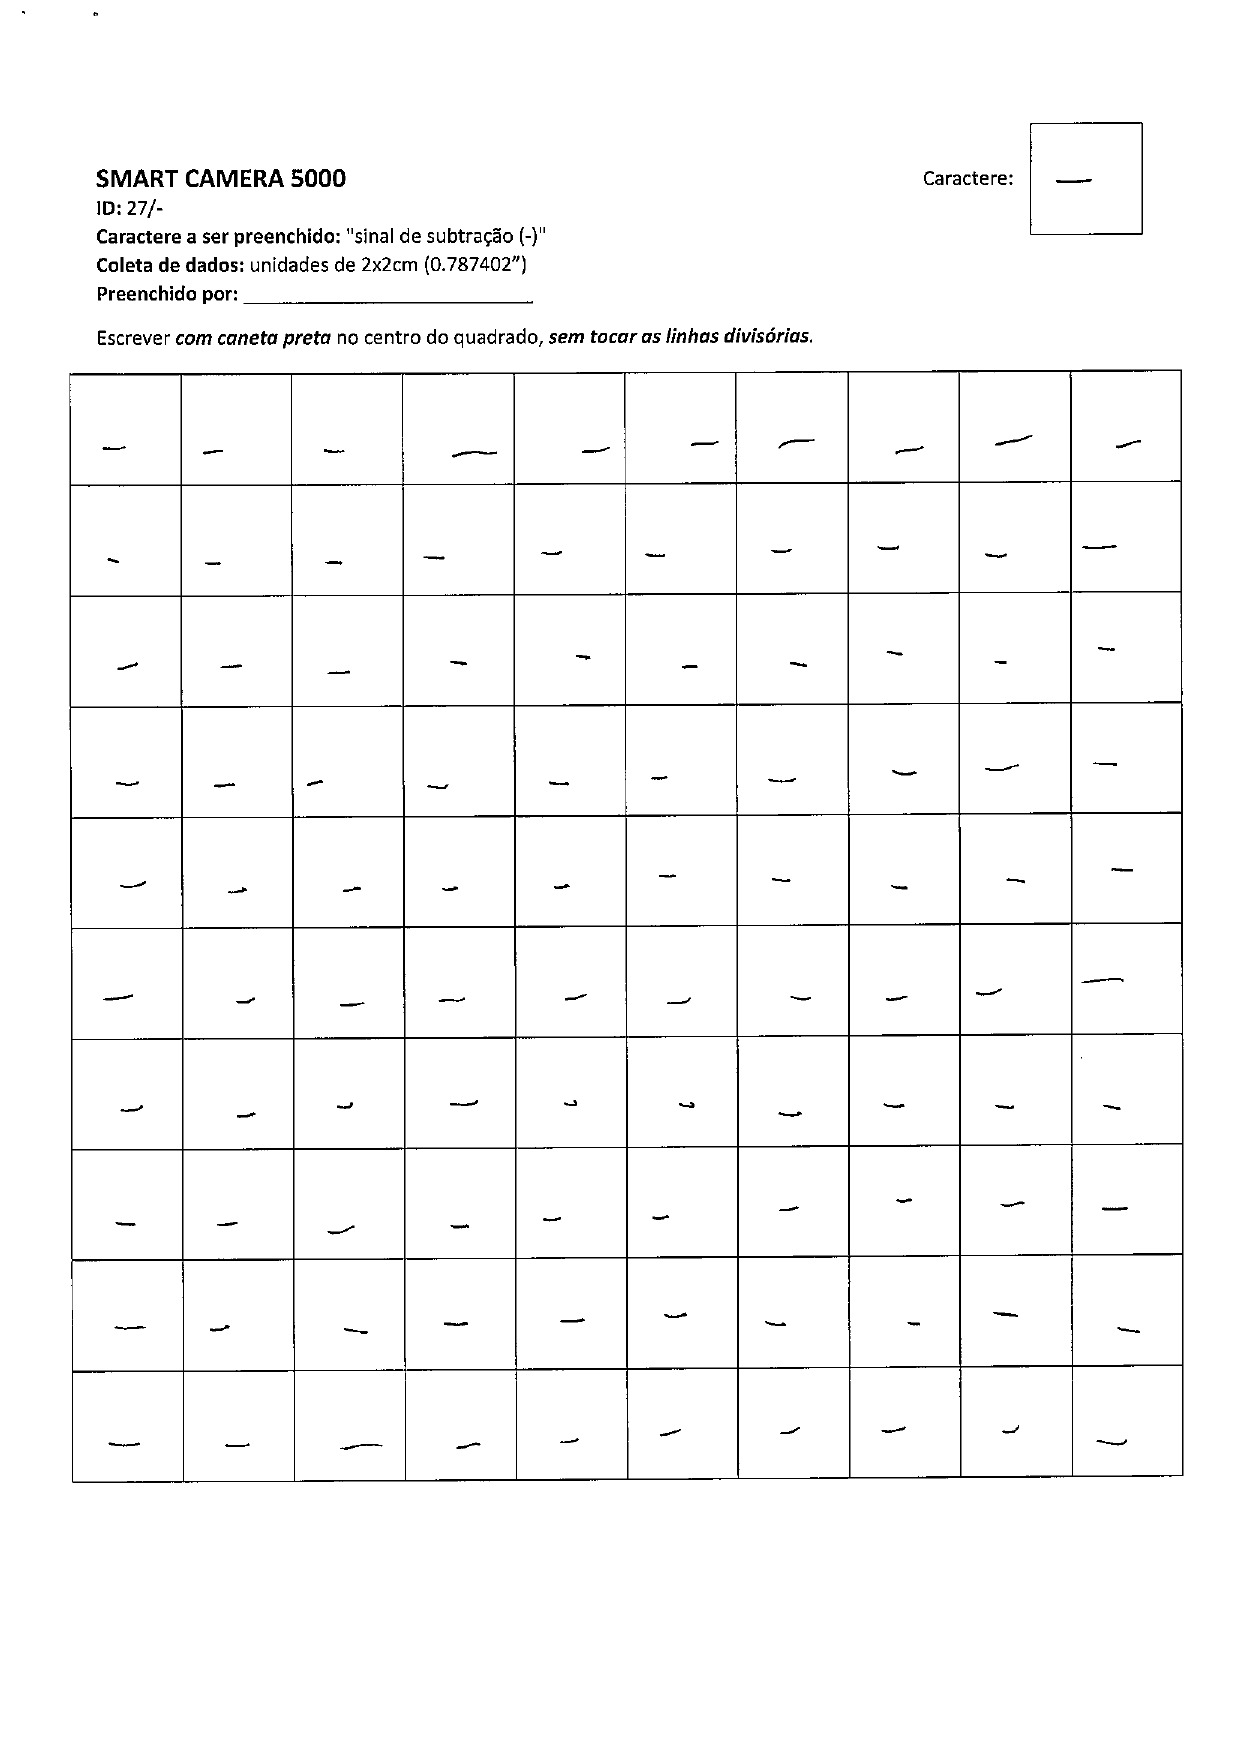 SMART CAMERA 5000
Caractere: —
ID: 27/-
Caractere a ser preenchido: "sinal de subtração (-)"
Coleta de dados: unidades de 2x2cm (0.787402")
Preenchido por: __________________________
Escrever com caneta preta no centro do quadrado, sem tocar as linhas divisórias.
— — — — — — — — — —
— — — — — — — — — —
— — — — — — — — — —
— — — — — — — — — —
— — — — — — — — — —
— — — — — — — — — —
— — — — — — — — — —
— — — — — — — — — —
— — — — — — — — — —
— — — — — — — — — —